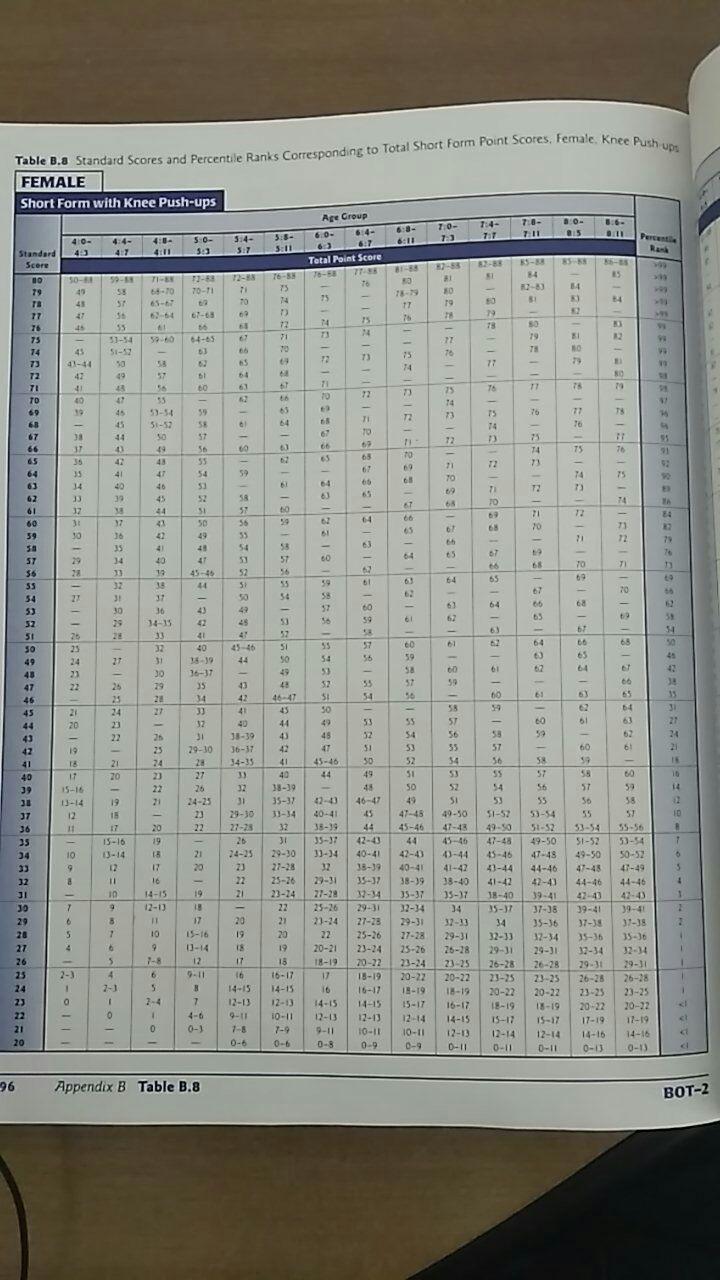 Table B.8 Standard Scores and Percentile Ranks Corresponding to Total Short Form Point Scores, Female, Knee Push-ups
FEMALE
Short Form with Knee Push-ups
Age Group
Standard Score 4:0–4:3 4:4–4:7 4:8–4:11 5:0–5:3 5:4–5:7 5:8–5:11 6:0–6:3 6:4–6:7 6:8–6:11 7:0–7:3 7:4–7:7 7:8–7:11 8:0–8:5 8:6–8:11 Percentile Rank
Total Point Score
80 50–88 59–88 71–88 72–88 72–88 76–88 76–88 77–88 81–88 82–88 82–88 85–88 85–88 86–88 >99
79 49 58 68–70 70–71 71 75 — 76 80 81 81 84 — 85 >99
78 48 57 65–67 69 70 74 75 — 78–79 80 — 82–83 84 — >99
77 47 56 62–64 67–68 69 73 — — 77 79 80 81 83 84 >99
76 46 55 61 66 68 72 74 75 76 78 79 — 82 — >99
75 — 53–54 59–60 64–65 67 71 73 74 — — 78 80 — 83 99
74 45 51–52 — 63 66 70 — — — 77 — 79 81 82 99
73 43–44 50 58 62 65 69 72 73 75 76 — 78 80 — 99
72 42 49 57 61 64 68 — — 74 — 77 — 79 81 99
71 41 48 56 60 63 67 71 — — — — — — 80 98
70 40 47 55 — 62 66 70 72 73 75 76 77 78 79 98
69 39 46 53–54 59 — 65 69 — — 74 — — — — 97
68 — 45 51–52 58 61 64 68 71 72 73 75 76 77 78 96
67 38 44 50 57 — — 67 70 — — 74 — 76 — 96
66 37 43 49 56 60 63 66 69 71 72 73 75 — 77 95
65 36 42 48 55 — 62 65 68 70 — — — 75 76 93
64 35 41 47 54 59 — — 67 69 71 72 73 — — 92
63 34 40 46 53 — 61 64 66 68 70 — — 74 75 90
62 33 39 45 52 58 — 63 65 — 69 71 72 73 — 89
61 32 38 44 51 57 60 — — 67 68 70 — — 74 86
60 31 37 43 50 56 59 62 64 66 — 69 71 72 — 84
59 30 36 42 49 55 — 61 — 65 67 68 70 — 73 82
58 — 35 41 48 54 58 — 63 — 66 — — 71 72 79
57 29 34 40 47 53 57 60 — 64 65 67 69 — — 76
56 28 33 39 45–46 52 56 — 62 — — 66 68 70 71 73
55 — 32 38 44 51 55 59 61 63 64 65 — 69 — 69
54 27 31 37 — 50 54 58 — 62 — — 67 — 70 66
53 — 30 36 43 49 — 57 60 — 63 64 66 68 — 62
52 — 29 34–35 42 48 53 56 59 61 62 — — — 69 58
51 26 28 33 41 47 52 — 58 — — 63 65 67 — 54
50 25 — 32 40 45–46 51 55 57 60 61 62 64 66 68 50
49 24 27 31 38–39 44 50 54 56 59 — — 63 65 — 46
48 23 — 30 36–37 — 49 53 — 58 60 61 62 64 67 42
47 22 26 29 35 43 48 52 55 57 59 — — — 66 38
46 — 25 28 34 42 46–47 51 54 56 — 60 61 63 65 35
45 21 24 27 33 41 45 50 — — 58 59 — 62 64 31
44 20 23 — 32 40 44 49 53 55 57 — 60 61 63 27
43 — 22 26 31 38–39 43 48 52 54 56 58 59 — 62 24
42 19 — 25 29–30 36–37 42 47 51 53 55 57 — 60 61 21
41 18 21 24 28 34–35 41 45–46 50 52 54 56 58 59 — 18
40 17 20 23 27 33 40 44 49 51 53 55 57 58 60 16
39 15–16 — 22 26 32 38–39 — 48 50 52 54 56 57 59 14
38 13–14 19 21 24–25 31 35–37 42–43 46–47 49 51 53 55 56 58 12
37 12 18 — 23 29–30 33–34 40–41 45 47–48 49–50 51–52 53–54 55 57 10
36 11 17 20 22 27–28 32 38–39 44 45–46 47–48 49–50 51–52 53–54 55–56 8
35 — 15–16 19 — 26 31 35–37 42–43 44 45–46 47–48 49–50 51–52 53–54 7
34 10 13–14 18 21 24–25 29–30 33–34 40–41 42–43 43–44 45–46 47–48 49–50 50–52 6
33 9 12 17 20 23 27–28 32 38–39 40–41 41–42 43–44 44–46 47–48 47–49 5
32 8 11 16 — 22 25–26 29–31 35–37 38–39 38–40 41–42 42–43 44–46 44–46 4
31 — 10 14–15 19 21 23–24 27–28 32–34 35–37 35–37 38–40 39–41 42–43 42–43 3
30 7 9 12–13 18 — 22 25–26 29–31 32–34 34 35–37 37–38 39–41 39–41 2
29 6 8 11 17 20 21 23–24 27–28 29–31 32–33 34 35–36 37–38 37–38 2
28 5 7 10 15–16 19 20 22 25–26 27–28 29–31 32–33 32–34 35–36 35–36 1
27 4 6 9 13–14 18 19 20–21 23–24 25–26 26–28 29–31 29–31 32–34 32–34 1
26 — 5 7–8 12 17 18 18–19 20–22 23–24 23–25 26–28 26–28 29–31 29–31 1
25 2–3 4 6 9–11 16 16–17 17 18–19 20–22 20–22 23–25 23–25 26–28 26–28 1
24 1 2–3 5 8 14–15 14–15 16 16–17 18–19 18–19 20–22 20–22 23–25 23–25 1
23 0 1 2–4 7 12–13 12–13 14–15 14–15 15–17 16–17 18–19 18–19 20–22 20–22 <1
22 — 0 1 4–6 9–11 10–11 12–13 12–13 12–14 14–15 15–17 15–17 17–19 17–19 <1
21 — — 0 0–3 7–8 7–9 9–11 10–11 10–11 12–13 12–14 12–14 14–16 14–16 <1
20 — — — — 0–6 0–6 0–8 0–9 0–9 0–11 0–11 0–11 0–13 0–13 <1
96 Appendix B Table B.8
BOT-2